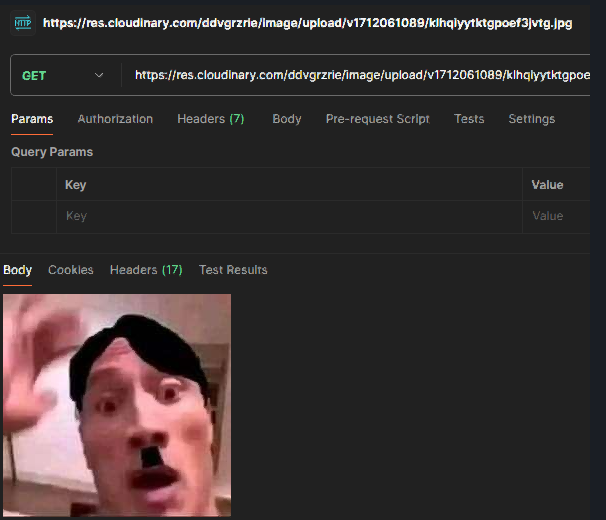 HTTP https://res.cloudinary.com/ddvgrzrie/image/upload/v1712061089/klhqlyytktgpoef3jvtg.jpg
GET https://res.cloudinary.com/ddvgrzrie/image/upload/v1712061089/klhqlyytktgpoe
Params Authorization Headers (7) Body Pre-request Script Tests Settings
Query Params
Key Value
Key Value
Body Cookies Headers (17) Test Results